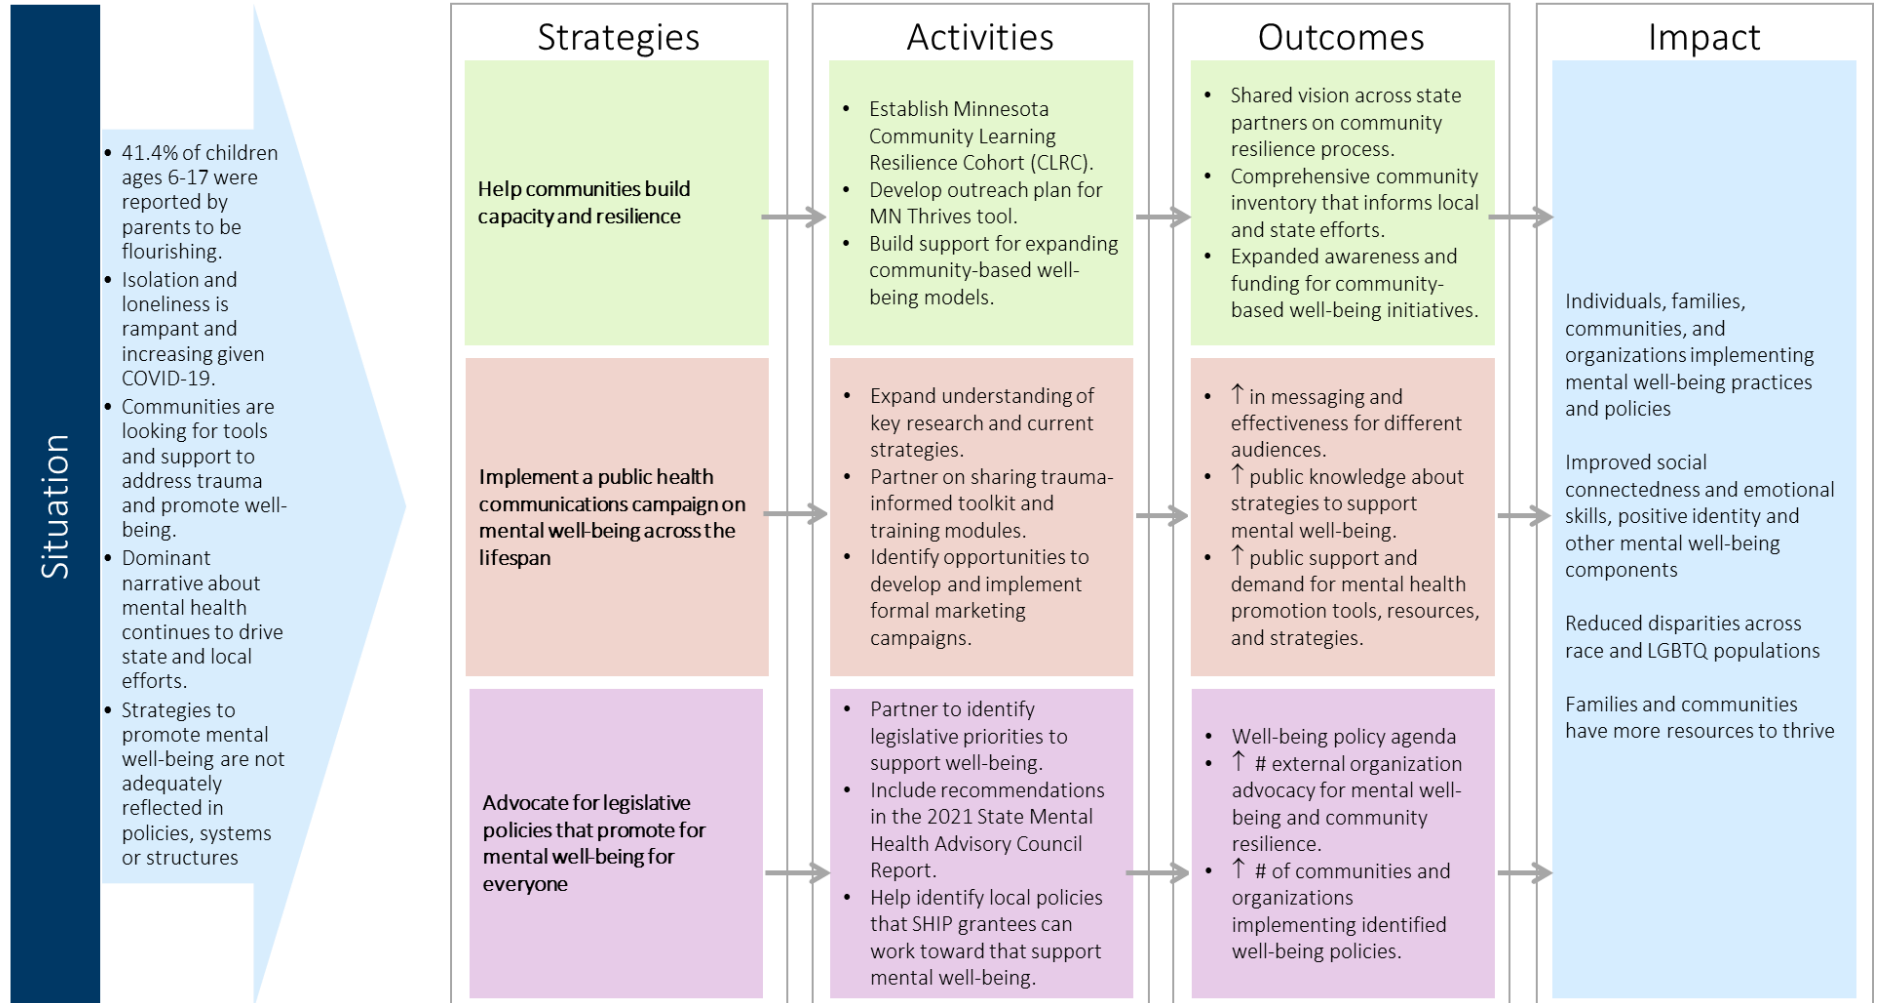 Situation
• 41.4% of children
ages 6-17 were
reported by
parents to be
flourishing.
• Isolation and
loneliness is
rampant and
increasing given
COVID-19.
• Communities are
looking for tools
and support to
address trauma
and promote well-
being.
• Dominant
narrative about
mental health
continues to drive
state and local
efforts.
• Strategies to
promote mental
well-being are not
adequately
reflected in
policies, systems
or structures
Strategies
Help communities build
capacity and resilience
Implement a public health
communications campaign on
mental well-being across the
lifespan
Advocate for legislative
policies that promote for
mental well-being for
everyone
Activities
• Establish Minnesota
Community Learning
Resilience Cohort (CLRC).
• Develop outreach plan for
MN Thrives tool.
• Build support for expanding
community-based well-
being models.
• Expand understanding of
key research and current
strategies.
• Partner on sharing trauma-
informed toolkit and
training modules.
• Identify opportunities to
develop and implement
formal marketing
campaigns.
• Partner to identify
legislative priorities to
support well-being.
• Include recommendations
in the 2021 State Mental
Health Advisory Council
Report.
• Help identify local policies
that SHIP grantees can
work toward that support
mental well-being.
Outcomes
• Shared vision across state
partners on community
resilience process.
• Comprehensive community
inventory that informs local
and state efforts.
• Expanded awareness and
funding for community-
based well-being initiatives.
• ↑ in messaging and
effectiveness for different
audiences.
• ↑ public knowledge about
strategies to support
mental well-being.
• ↑ public support and
demand for mental health
promotion tools, resources,
and strategies.
• Well-being policy agenda
• ↑ # external organization
advocacy for mental well-
being and community
resilience.
• ↑ # of communities and
organizations
implementing identified
well-being policies.
Impact
Individuals, families,
communities, and
organizations implementing
mental well-being practices
and policies
Improved social
connectedness and emotional
skills, positive identity and
other mental well-being
components
Reduced disparities across
race and LGBTQ populations
Families and communities
have more resources to thrive